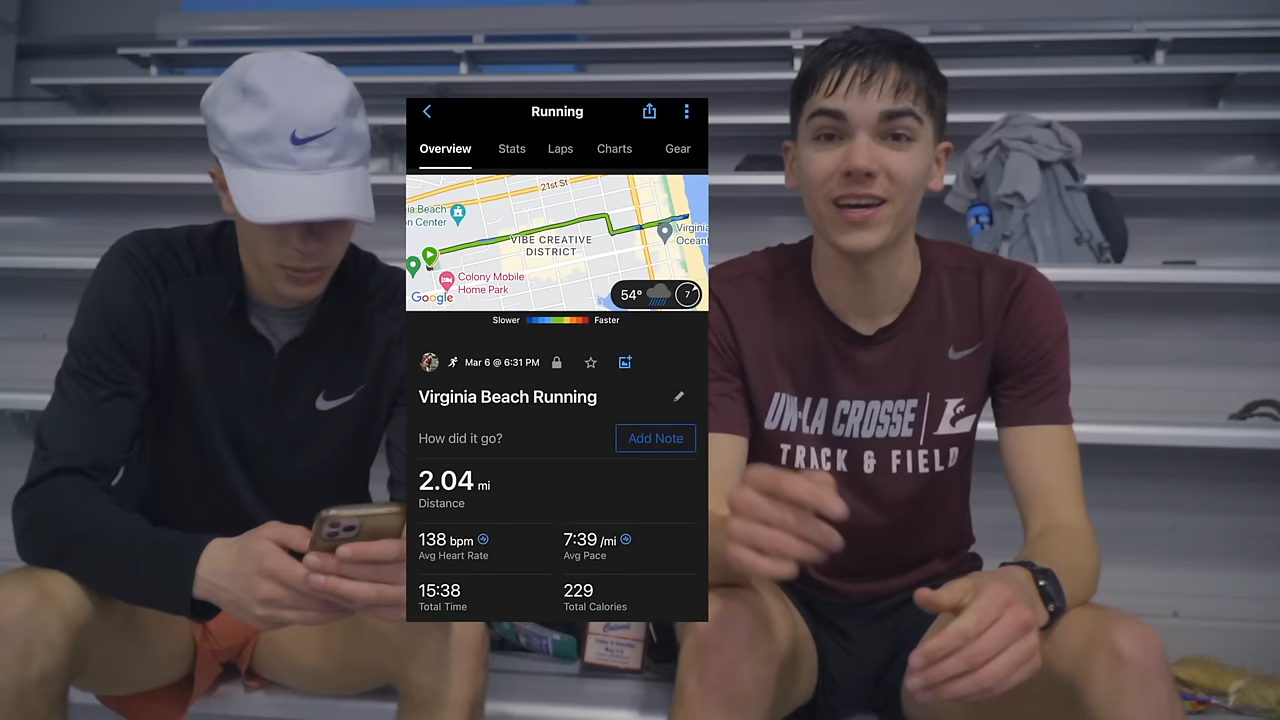 Running
Overview Stats Laps Charts Gear
21st St
ia Beach
n Center
VIBE CREATIVE
DISTRICT
Virginia
Ocean
Colony Mobile
Home Park
Google
54° 7
Slower Faster
Mar 6 @ 6:31 PM
Virginia Beach Running
How did it go? Add Note
2.04 mi
Distance
138 bpm 7:39 /mi
Avg Heart Rate Avg Pace
15:38 229
Total Time Total Calories
UW-LA CROSSE L
TRACK & FIELD